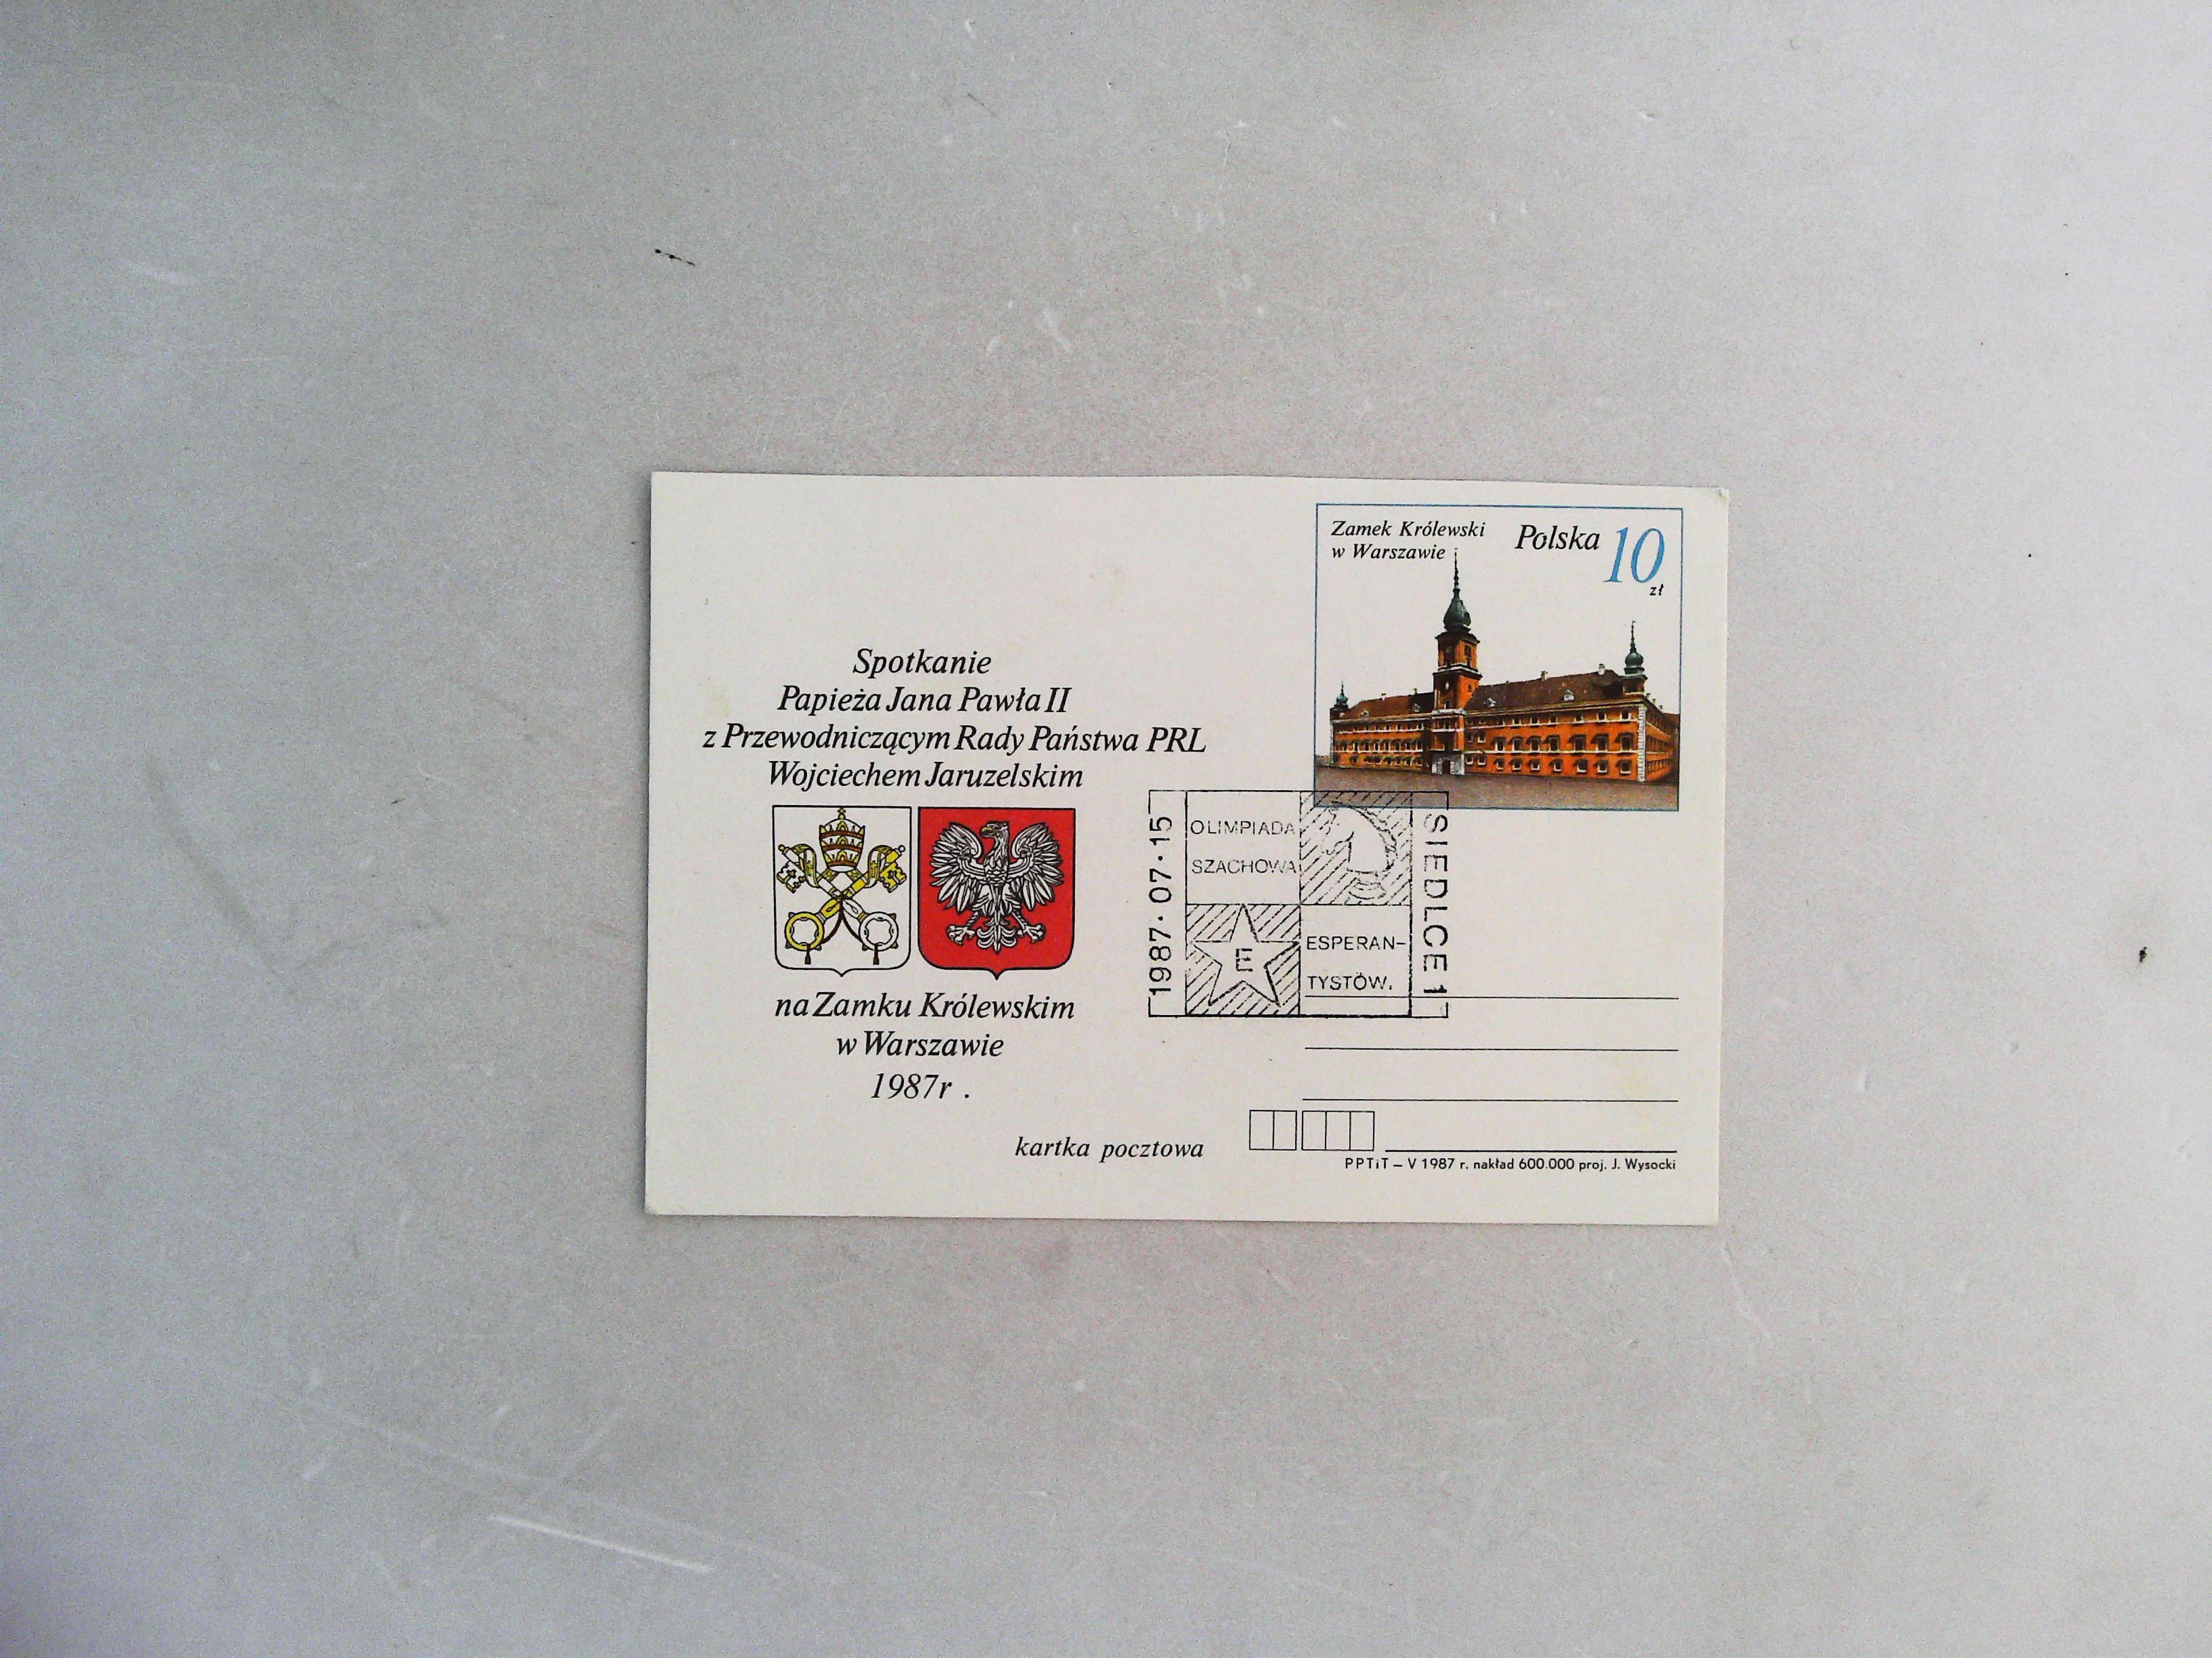 Zamek Królewski
w Warszawie
Polska 10
zł
Spotkanie
Papieża Jana Pawła II
z Przewodniczącym Rady Państwa PRL
Wojciechem Jaruzelskim
na Zamku Królewskim
w Warszawie
1987r .
1987.07.15
OLIMPIADA
SZACHOWA
E
ESPERAN-
TYSTÓW.
SIEDLCE 1
kartka pocztowa
PPTiT – V 1987 r. nakład 600.000 proj. J. Wysocki